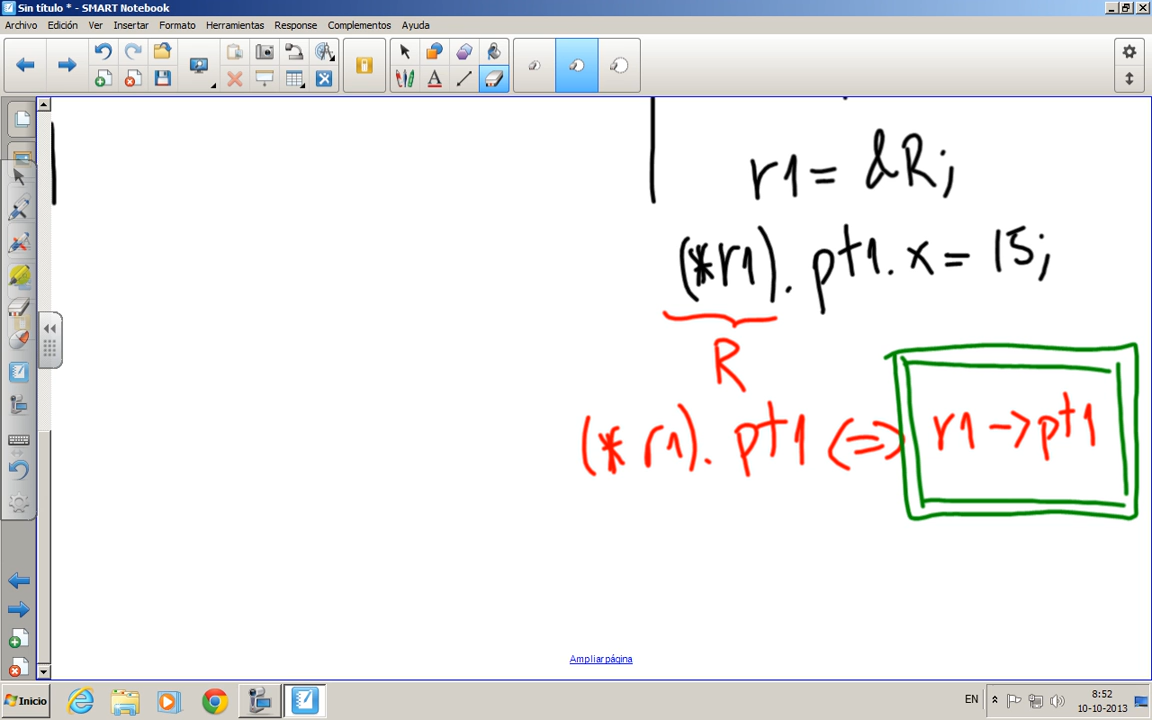 Sin título * - SMART Notebook
Archivo Edición Ver Insertar Formato Herramientas Response Complementos Ayuda
r1 = &R;
(*r1). pt1. x = 15;
R
(* r1). pt1 <=> r1 -> pt1
Ampliar página
Inicio
EN
8:52
10-10-2013